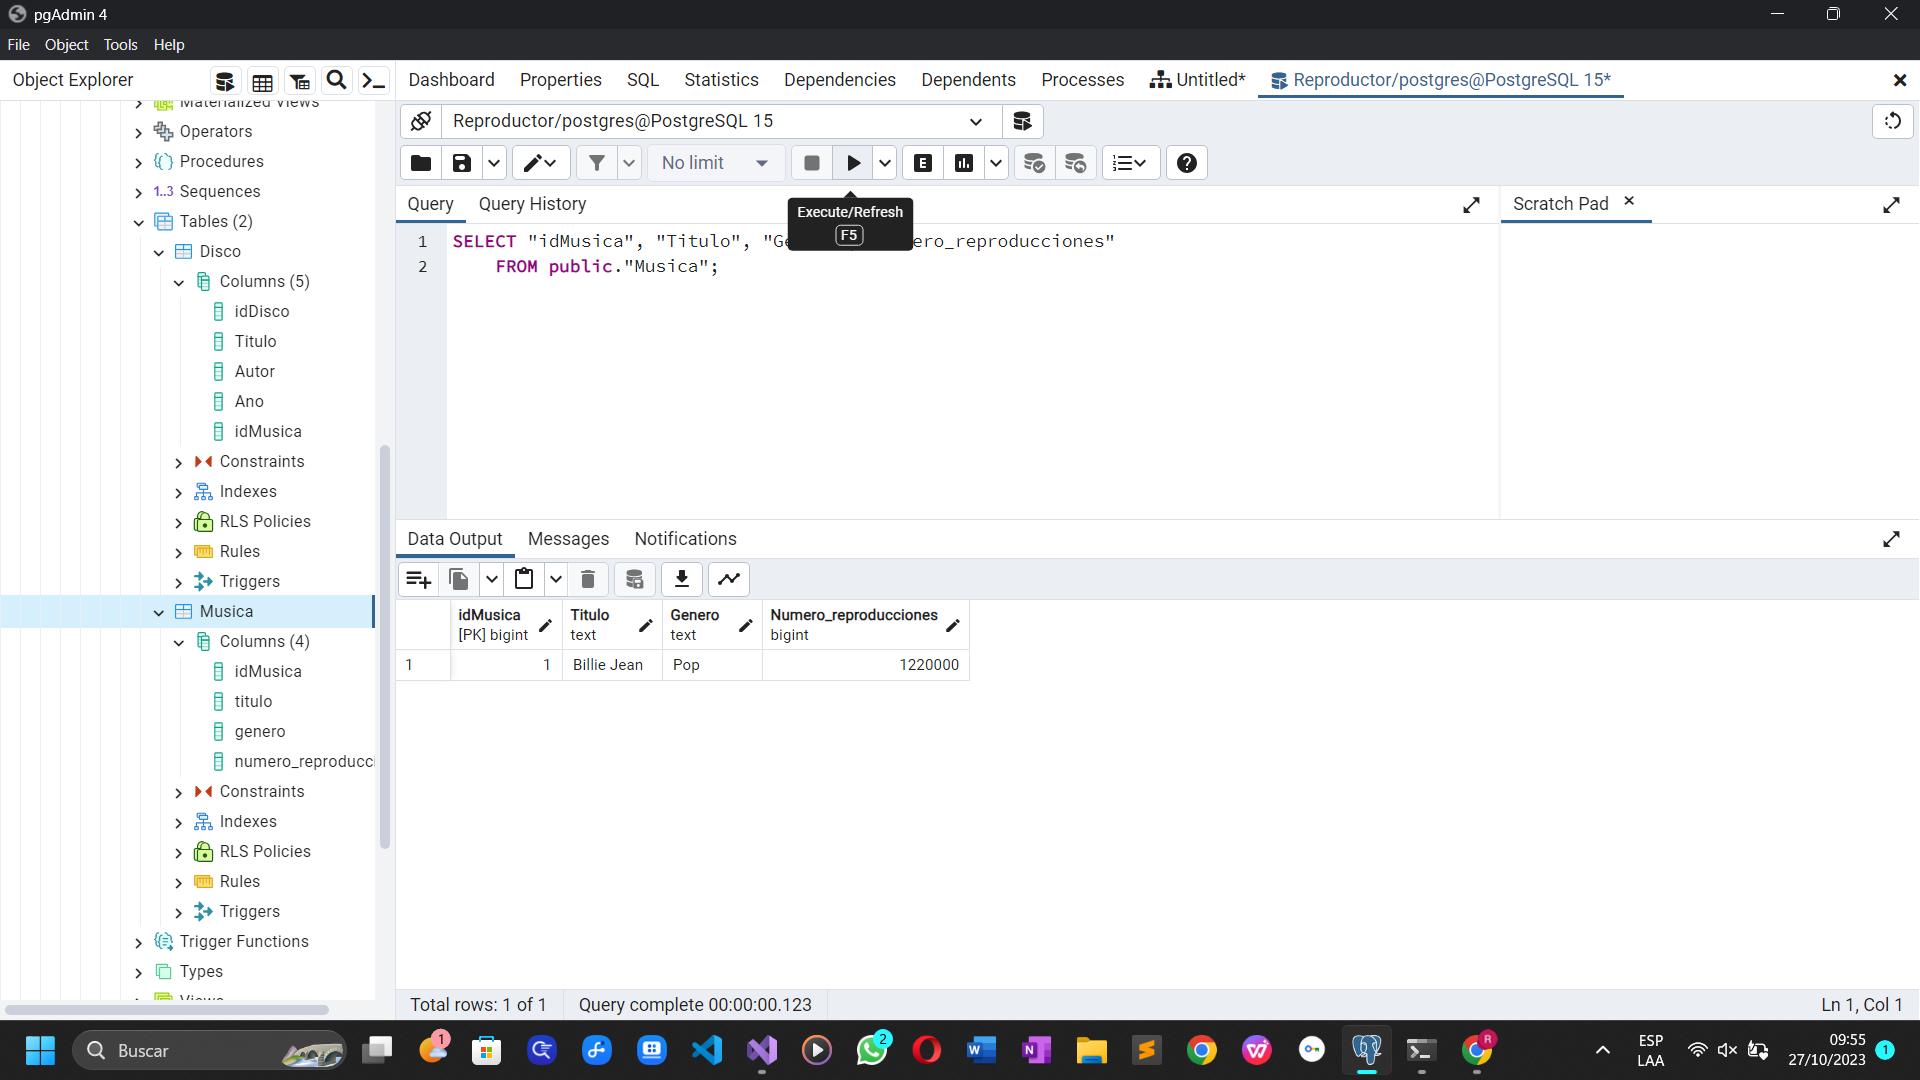 pgAdmin 4
File Object Tools Help
Object Explorer
Dashboard Properties SQL Statistics Dependencies Dependents Processes Untitled* Reproductor/postgres@PostgreSQL 15*
Materialized Views
Operators
Procedures
1..3 Sequences
Tables (2)
Disco
Columns (5)
idDisco
Titulo
Autor
Ano
idMusica
Constraints
Indexes
RLS Policies
Rules
Triggers
Musica
Columns (4)
idMusica
titulo
genero
numero_reproducci
Constraints
Indexes
RLS Policies
Rules
Triggers
Trigger Functions
Types
Views
Reproductor/postgres@PostgreSQL 15
No limit
E
Query Query History
Execute/Refresh
F5
Scratch Pad
1 SELECT "idMusica", "Titulo", "Ge ero_reproducciones"
2 FROM public."Musica";
Data Output Messages Notifications
idMusica Titulo Genero Numero_reproducciones
[PK] bigint text text bigint
1 1 Billie Jean Pop 1220000
Total rows: 1 of 1 Query complete 00:00:00.123 Ln 1, Col 1
Buscar
1
2
R
ESP
LAA
09:55
27/10/2023
1